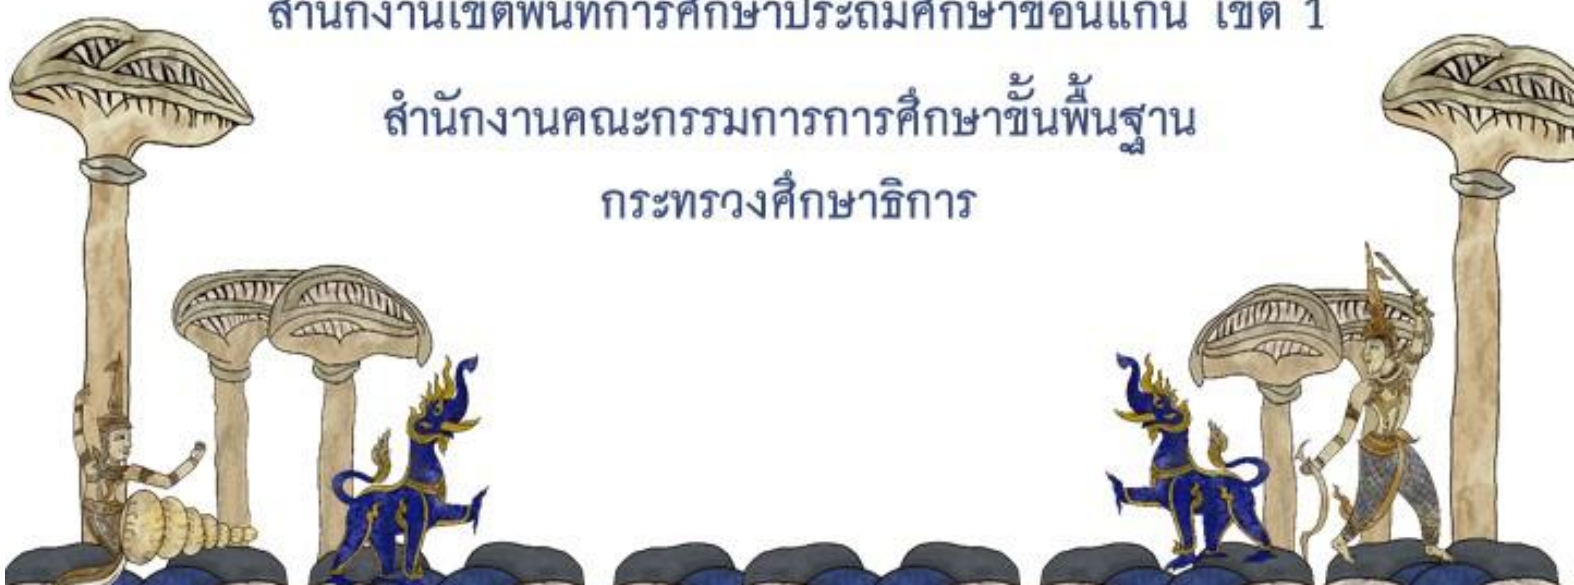 สำนักงานเขตพื้นที่การศึกษาประถมศึกษาขอนแก่น เขต 1
สำนักงานคณะกรรมการการศึกษาขั้นพื้นฐาน
กระทรวงศึกษาธิการ